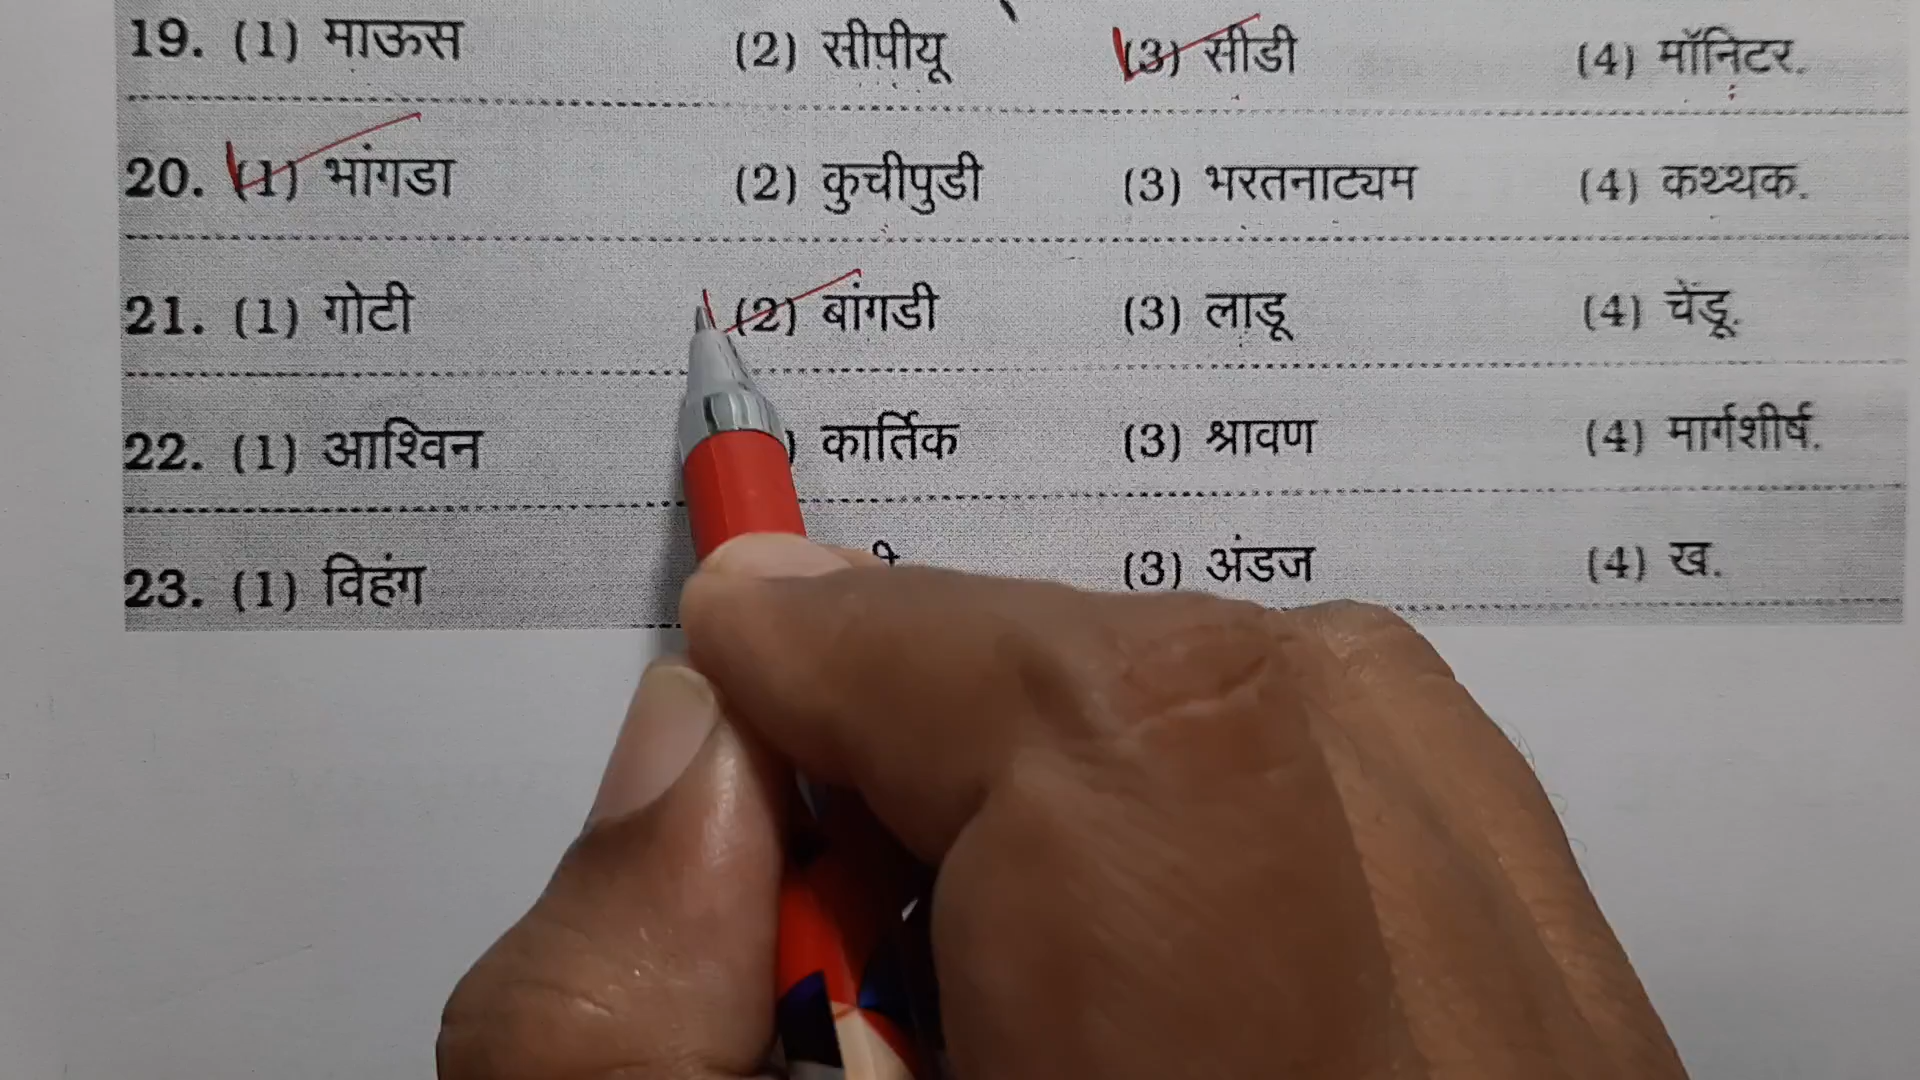 19. (1) माऊस (2) सीपीयू (3) सीडी (4) मॉनिटर.
20. (1) भांगडा (2) कुचीपुडी (3) भरतनाट्यम (4) कथ्थक.
21. (1) गोटी (2) बांगडी (3) लाडू (4) चेंडू.
22. (1) आश्विन ) कार्तिक (3) श्रावण (4) मार्गशीर्ष.
23. (1) विहंग (3) अंडज (4) ख.